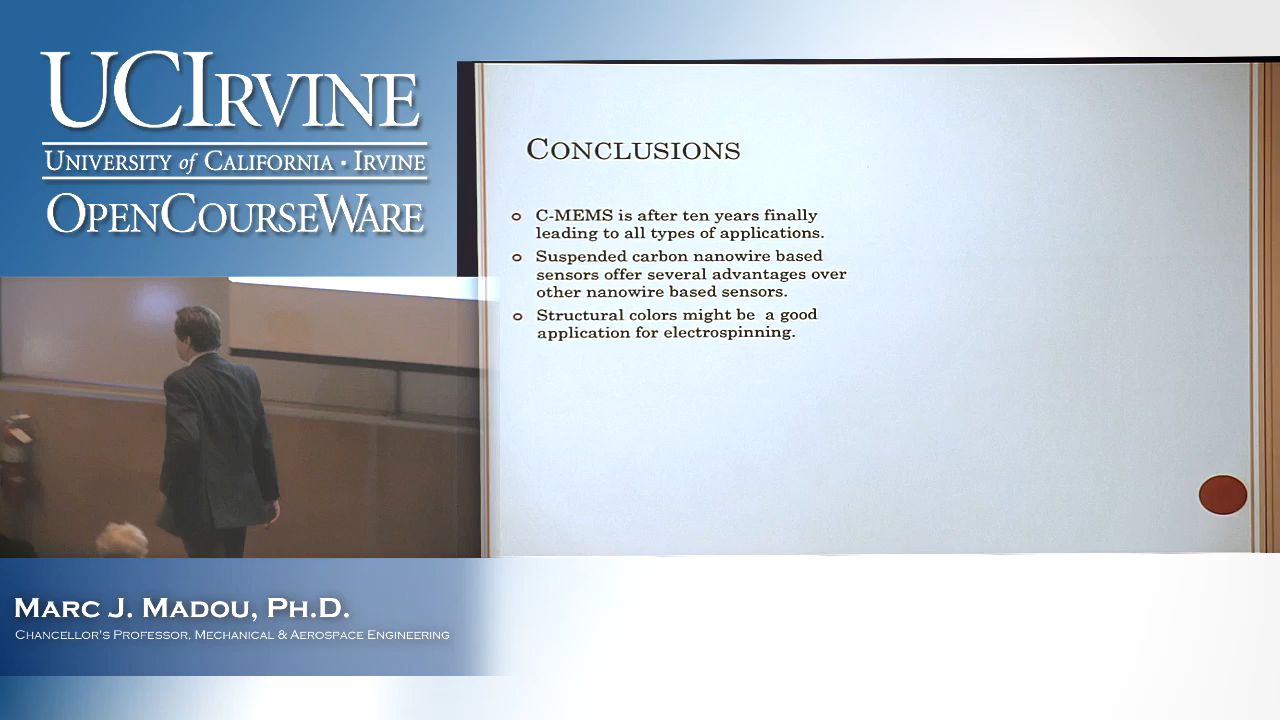 UCIRVINE
UNIVERSITY of CALIFORNIA · IRVINE
OPENCOURSEWARE
CONCLUSIONS
C-MEMS is after ten years finally
leading to all types of applications.
Suspended carbon nanowire based
sensors offer several advantages over
other nanowire based sensors.
Structural colors might be a good
application for electrospinning.
MARC J. MADOU, PH.D.
CHANCELLOR'S PROFESSOR, MECHANICAL & AEROSPACE ENGINEERING